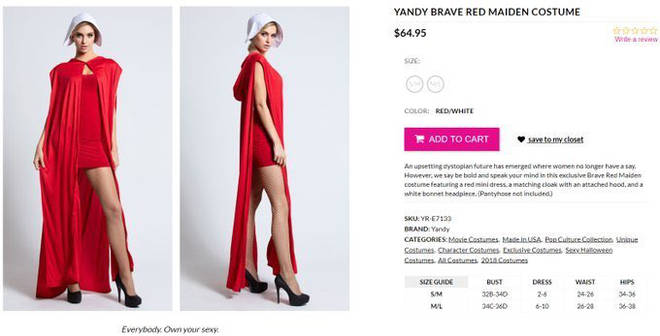 YANDY BRAVE RED MAIDEN COSTUME
$64.95
Write a review
SIZE:
S/M M/L
COLOR: RED/WHITE
ADD TO CART
save to my closet
An upsetting dystopian future has emerged where women no longer have a say.
However, we say be bold and speak your mind in this exclusive Brave Red Maiden
costume featuring a red mini dress, a matching cloak with an attached hood, and a
white bonnet headpiece. (Pantyhose not included.)
SKU: YR-E7133
BRAND: Yandy
CATEGORIES: Movie Costumes, Made in USA, Pop Culture Collection, Unique
Costumes, Character Costumes, Exclusive Costumes, Sexy Halloween
Costumes, All Costumes, 2018 Costumes
SIZE GUIDE BUST DRESS WAIST HIPS
S/M 32B-34D 2-6 24-26 34-36
M/L 34C-36D 6-10 26-28 36-38
Everybody. Own your sexy.